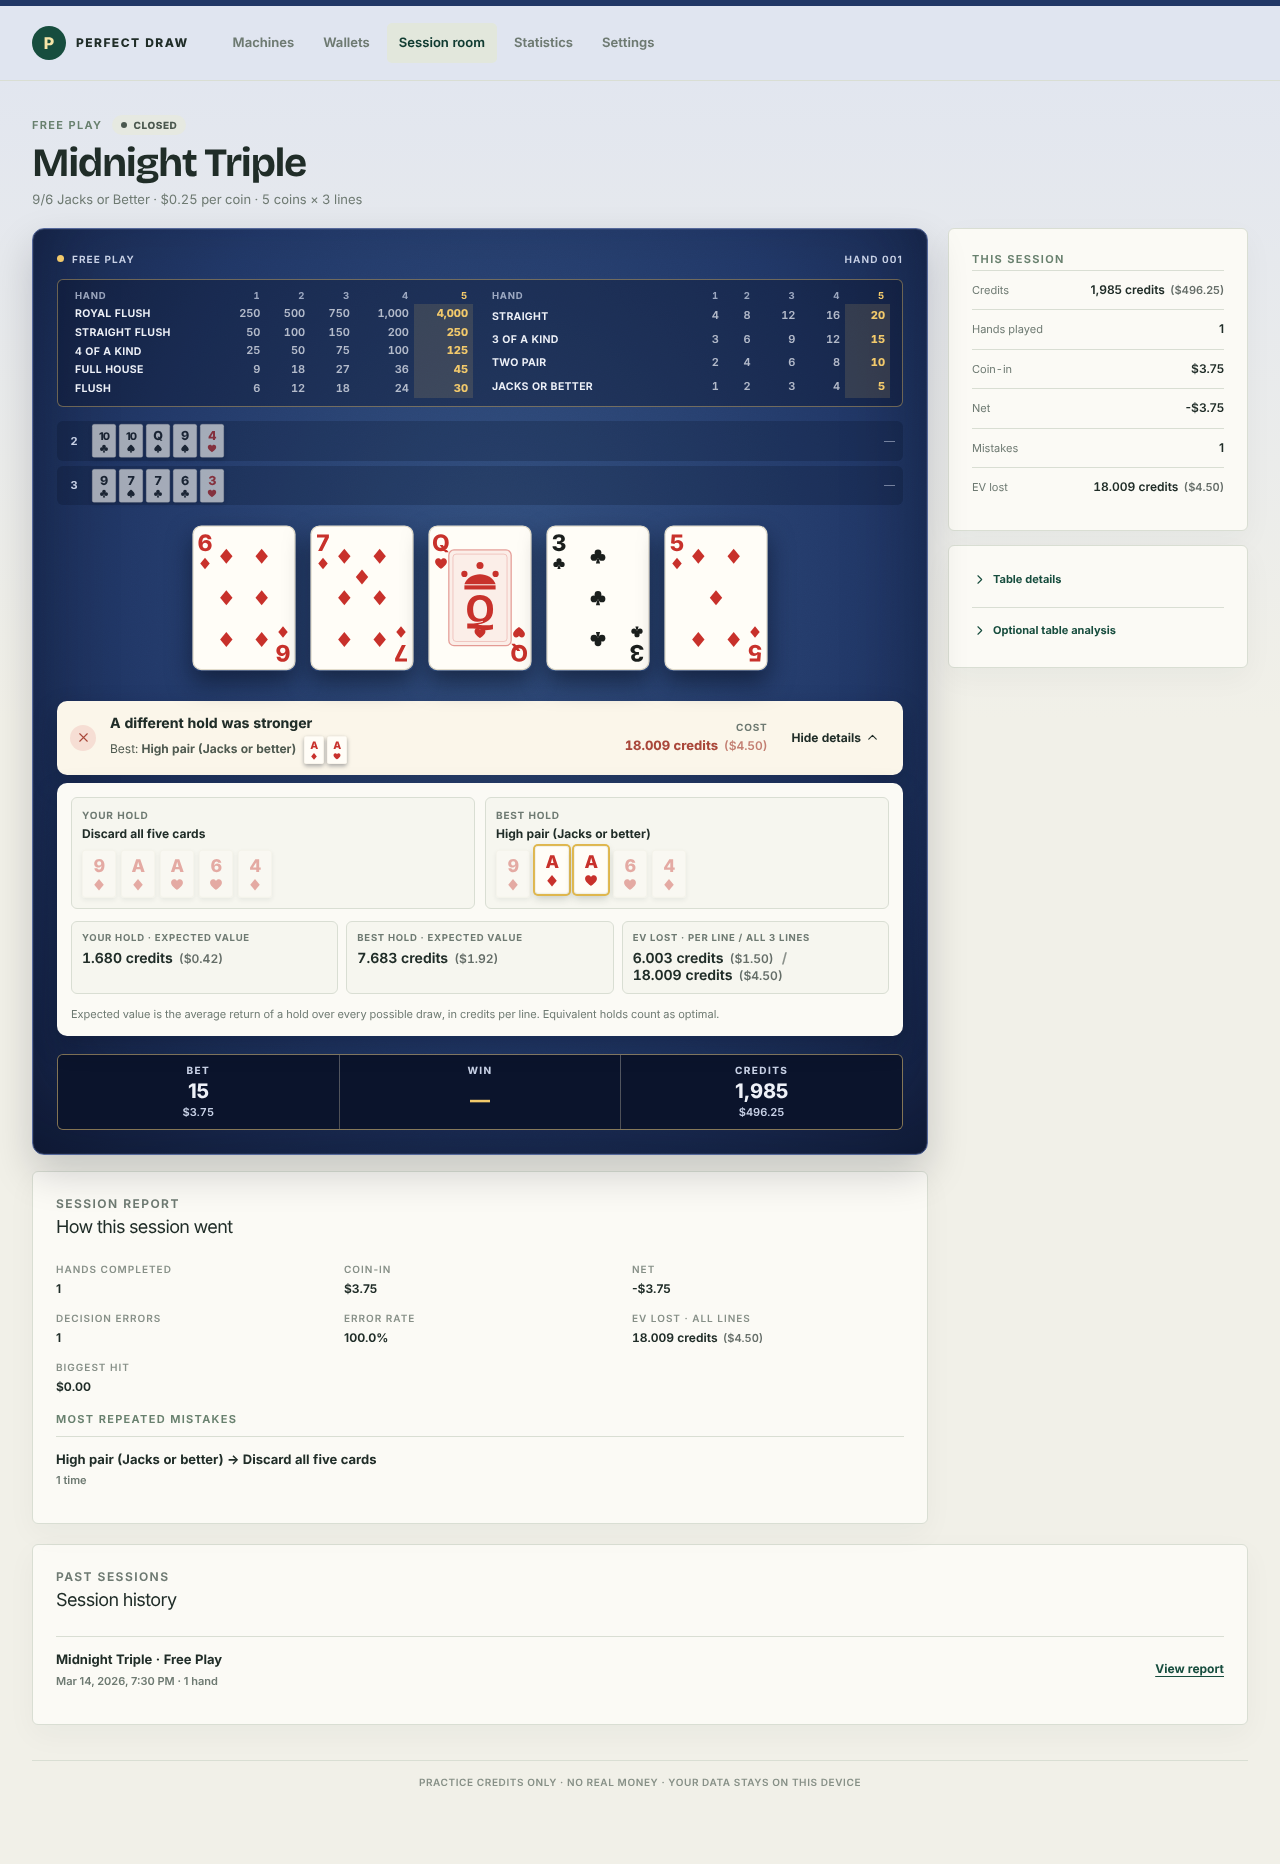 P PERFECT DRAW Machines Wallets Session room Statistics Settings
FREE PLAY CLOSED
Midnight Triple
9/6 Jacks or Better · $0.25 per coin · 5 coins × 3 lines
FREE PLAY HAND 001
HAND 1 2 3 4 5
ROYAL FLUSH 250 500 750 1,000 4,000
STRAIGHT FLUSH 50 100 150 200 250
4 OF A KIND 25 50 75 100 125
FULL HOUSE 9 18 27 36 45
FLUSH 6 12 18 24 30
HAND 1 2 3 4 5
STRAIGHT 4 8 12 16 20
3 OF A KIND 3 6 9 12 15
TWO PAIR 2 4 6 8 10
JACKS OR BETTER 1 2 3 4 5
2 10 10 Q 9 4 —
3 9 7 7 6 3 —
6 7 Q 3 5
Q
6 7 Q 3 5
A different hold was stronger
Best: High pair (Jacks or better) A A
COST
18.009 credits ($4.50)
Hide details
YOUR HOLD
Discard all five cards
9 A A 6 4
BEST HOLD
High pair (Jacks or better)
9 A A 6 4
YOUR HOLD · EXPECTED VALUE
1.680 credits ($0.42)
BEST HOLD · EXPECTED VALUE
7.683 credits ($1.92)
EV LOST · PER LINE / ALL 3 LINES
6.003 credits ($1.50) /
18.009 credits ($4.50)
Expected value is the average return of a hold over every possible draw, in credits per line. Equivalent holds count as optimal.
BET
15
$3.75
WIN
—
CREDITS
1,985
$496.25
THIS SESSION
Credits 1,985 credits ($496.25)
Hands played 1
Coin-in $3.75
Net -$3.75
Mistakes 1
EV lost 18.009 credits ($4.50)
Table details
Optional table analysis
SESSION REPORT
How this session went
HANDS COMPLETED
1
COIN-IN
$3.75
NET
-$3.75
DECISION ERRORS
1
ERROR RATE
100.0%
EV LOST · ALL LINES
18.009 credits ($4.50)
BIGGEST HIT
$0.00
MOST REPEATED MISTAKES
High pair (Jacks or better) → Discard all five cards
1 time
PAST SESSIONS
Session history
Midnight Triple · Free Play
Mar 14, 2026, 7:30 PM · 1 hand
View report
PRACTICE CREDITS ONLY · NO REAL MONEY · YOUR DATA STAYS ON THIS DEVICE